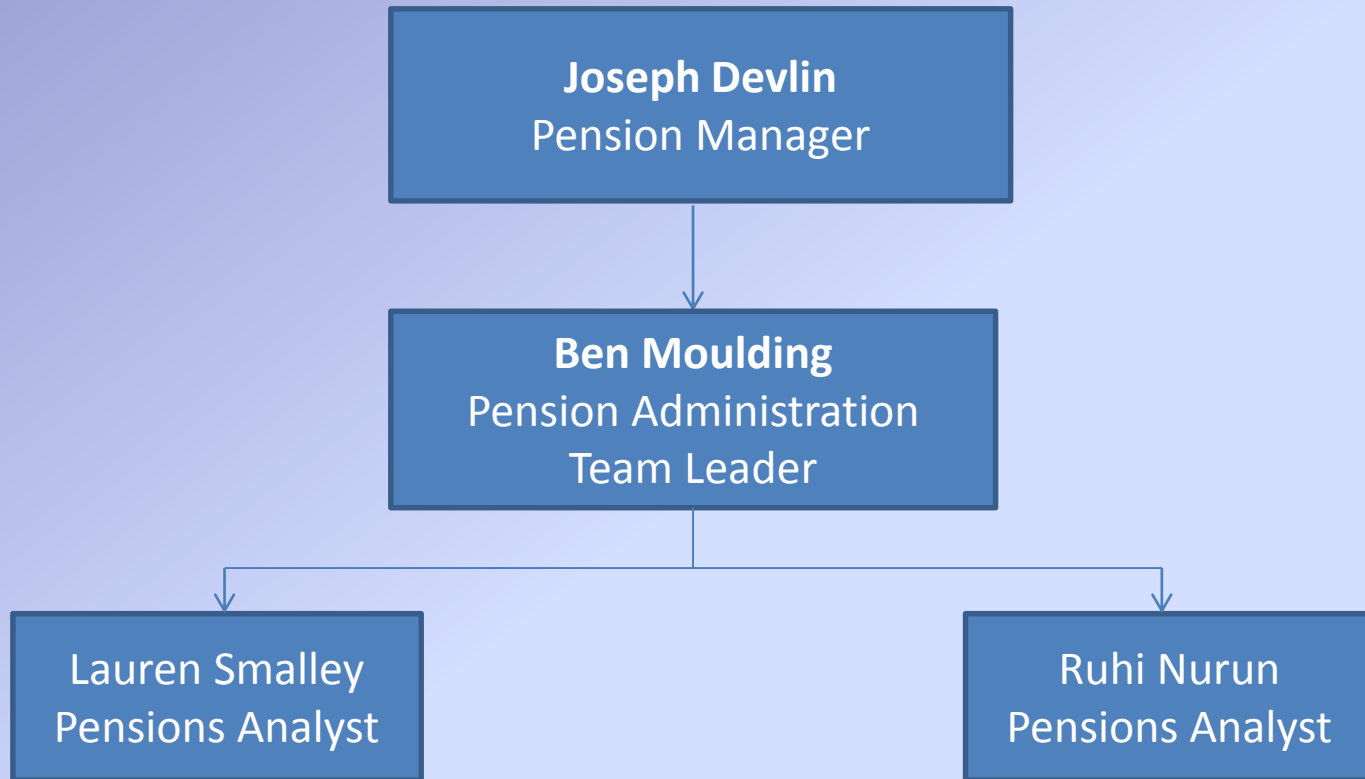 Joseph Devlin
Pension Manager
Ben Moulding
Pension Administration
Team Leader
Lauren Smalley
Pensions Analyst
Ruhi Nurun
Pensions Analyst